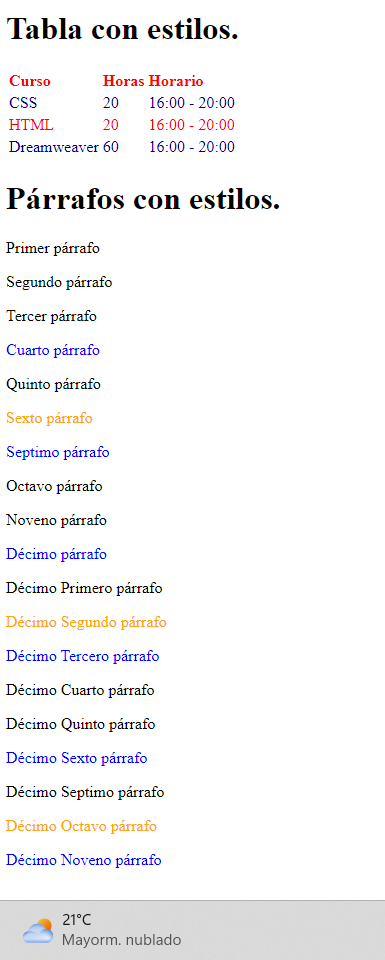 Tabla con estilos.
Curso Horas Horario
CSS 20 16:00 - 20:00
HTML 20 16:00 - 20:00
Dreamweaver 60 16:00 - 20:00
Párrafos con estilos.
Primer párrafo
Segundo párrafo
Tercer párrafo
Cuarto párrafo
Quinto párrafo
Sexto párrafo
Septimo párrafo
Octavo párrafo
Noveno párrafo
Décimo párrafo
Décimo Primero párrafo
Décimo Segundo párrafo
Décimo Tercero párrafo
Décimo Cuarto párrafo
Décimo Quinto párrafo
Décimo Sexto párrafo
Décimo Septimo párrafo
Décimo Octavo párrafo
Décimo Noveno párrafo
21°C
Mayorm. nublado